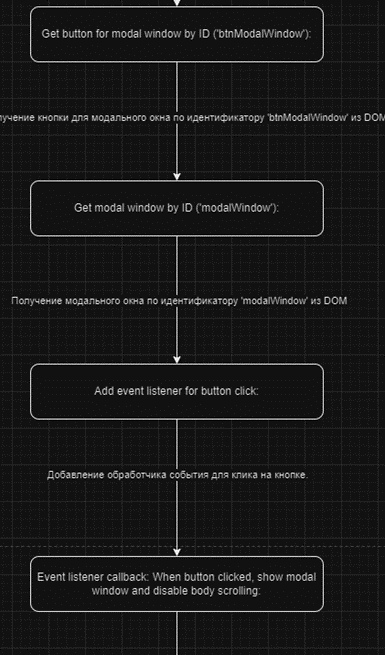 Get button for modal window by ID ('btnModalWindow'):
кнопки для модального окна по идентификатору 'btnModalWindow' из DOM
Get modal window by ID ('modalWindow'):
Получение модального окна по идентификатору 'modalWindow' из DOM
Add event listener for button click:
Добавление обработчика события для клика на кнопке.
Event listener callback: When button clicked, show modal
window and disable body scrolling: